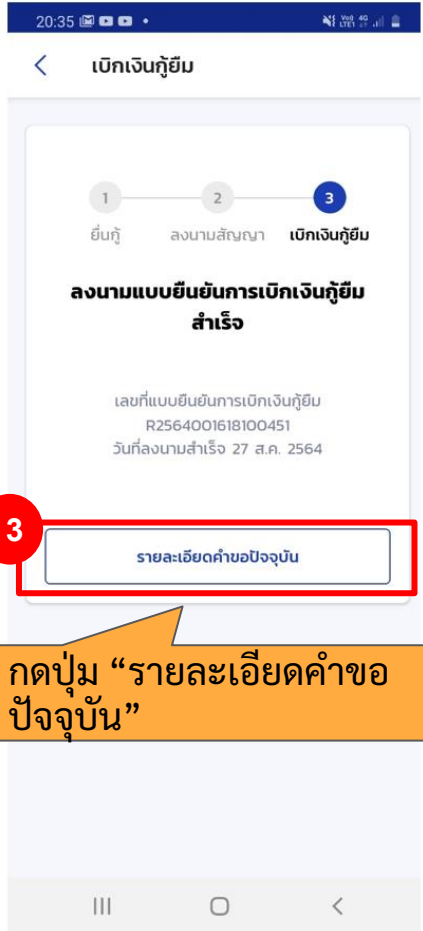 20:35
Vo)) 4G
LTE1
เบิกเงินกู้ยืม
1 2 3
ยื่นกู้ ลงนามสัญญา เบิกเงินกู้ยืม
ลงนามแบบยืนยันการเบิกเงินกู้ยืม
สำเร็จ
เลขที่แบบยืนยันการเบิกเงินกู้ยืม
R2564001618100451
วันที่ลงนามสำเร็จ 27 ส.ค. 2564
3
รายละเอียดคำขอปัจจุบัน
กดปุ่ม “รายละเอียดคำขอ
ปัจจุบัน”